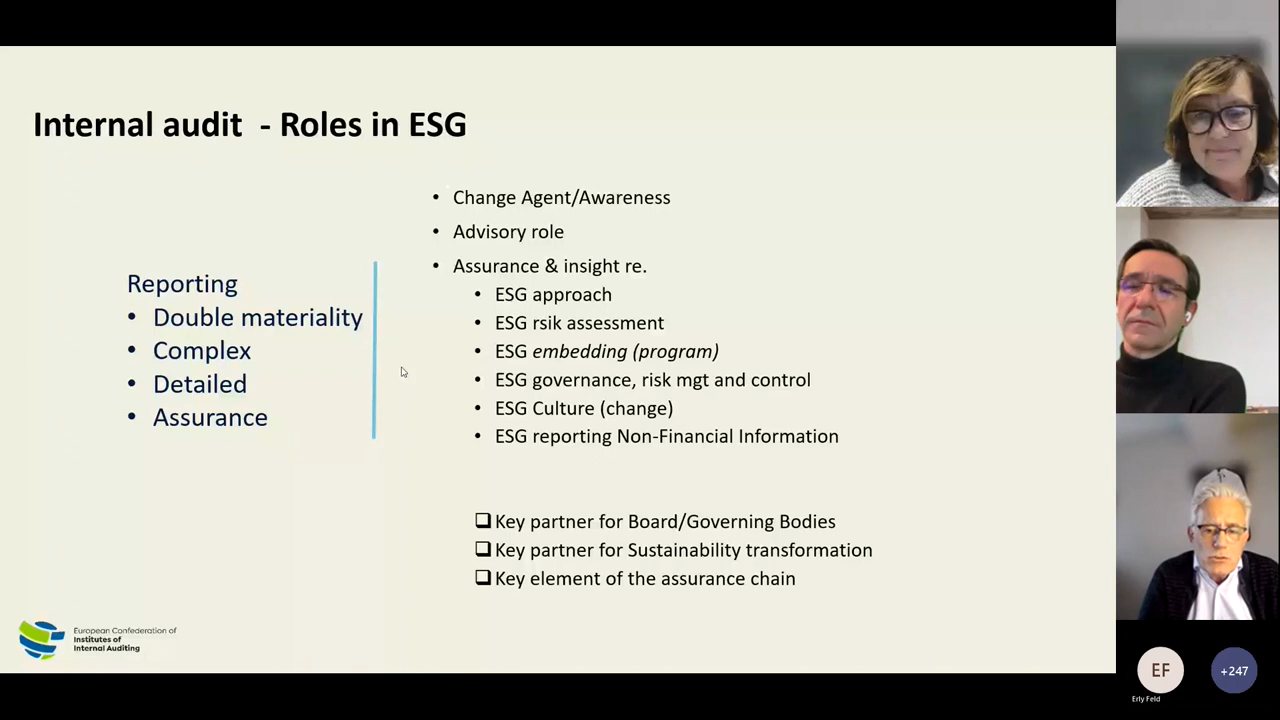 Internal audit - Roles in ESG
Reporting
• Double materiality
• Complex
• Detailed
• Assurance
• Change Agent/Awareness
• Advisory role
• Assurance & insight re.
• ESG approach
• ESG rsik assessment
• ESG embedding (program)
• ESG governance, risk mgt and control
• ESG Culture (change)
• ESG reporting Non-Financial Information
❑ Key partner for Board/Governing Bodies
❑ Key partner for Sustainability transformation
❑ Key element of the assurance chain
European Confederation of
Institutes of
Internal Auditing
EF
+247
Erly Feld